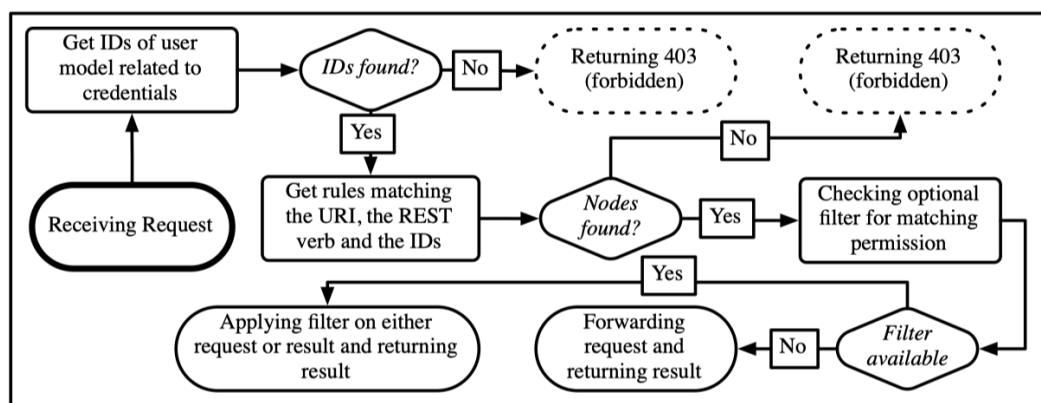 Get IDs of user
model related to
credentials
IDs found?
No
Returning 403
(forbidden)
Returning 403
(forbidden)
Yes
No
Receiving Request
Get rules matching
the URI, the REST
verb and the IDs
Nodes
found?
Yes
Checking optional
filter for matching
permission
Yes
Applying filter on either
request or result and returning
result
Forwarding
request and
returning result
No
Filter
available